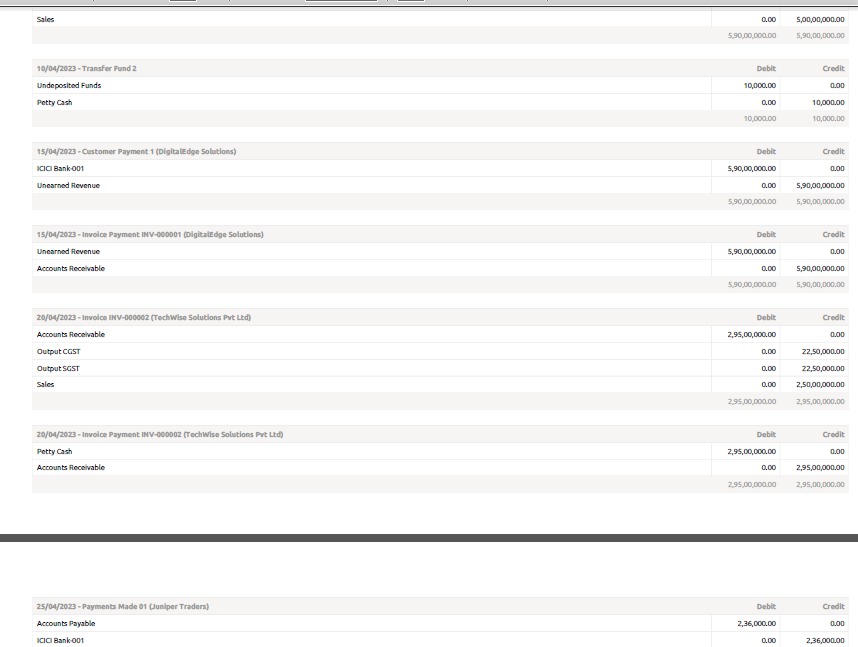 Sales 0.00 5,00,00,000.00
5,90,00,000.00 5,90,00,000.00
10/04/2023 - Transfer Fund 2 Debit Credit
Undeposited Funds 10,000.00 0.00
Petty Cash 0.00 10,000.00
10,000.00 10,000.00
15/04/2023 - Customer Payment 1 (DigitalEdge Solutions) Debit Credit
ICICI Bank-001 5,90,00,000.00 0.00
Unearned Revenue 0.00 5,90,00,000.00
5,90,00,000.00 5,90,00,000.00
15/04/2023 - Invoice Payment INV-000001 (DigitalEdge Solutions) Debit Credit
Unearned Revenue 5,90,00,000.00 0.00
Accounts Receivable 0.00 5,90,00,000.00
5,90,00,000.00 5,90,00,000.00
20/04/2023 - Invoice INV-000002 (TechWise Solutions Pvt Ltd) Debit Credit
Accounts Receivable 2,95,00,000.00 0.00
Output CGST 0.00 22,50,000.00
Output SGST 0.00 22,50,000.00
Sales 0.00 2,50,00,000.00
2,95,00,000.00 2,95,00,000.00
20/04/2023 - Invoice Payment INV-000002 (TechWise Solutions Pvt Ltd) Debit Credit
Petty Cash 2,95,00,000.00 0.00
Accounts Receivable 0.00 2,95,00,000.00
2,95,00,000.00 2,95,00,000.00
25/04/2023 - Payments Made 01 (Juniper Traders) Debit Credit
Accounts Payable 2,36,000.00 0.00
ICICI Bank-001 0.00 2,36,000.00